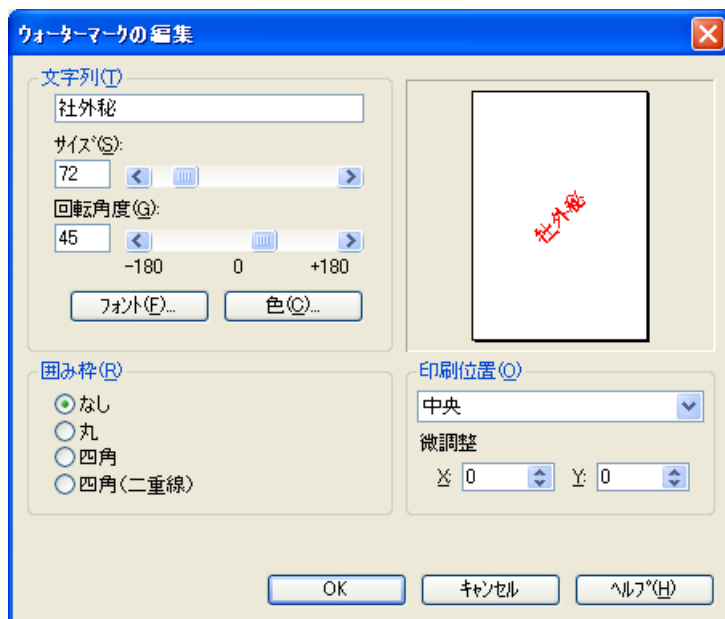 ウォーターマークの編集
文字列(T)
社外秘
サイズ(S):
72
回転角度(G):
45
-180 0 +180
フォント(F)... 色(C)...
社外秘
囲み枠(R)
なし
丸
四角
四角(二重線)
印刷位置(O)
中央
微調整
X: 0 Y: 0
OK キャンセル ヘルプ(H)